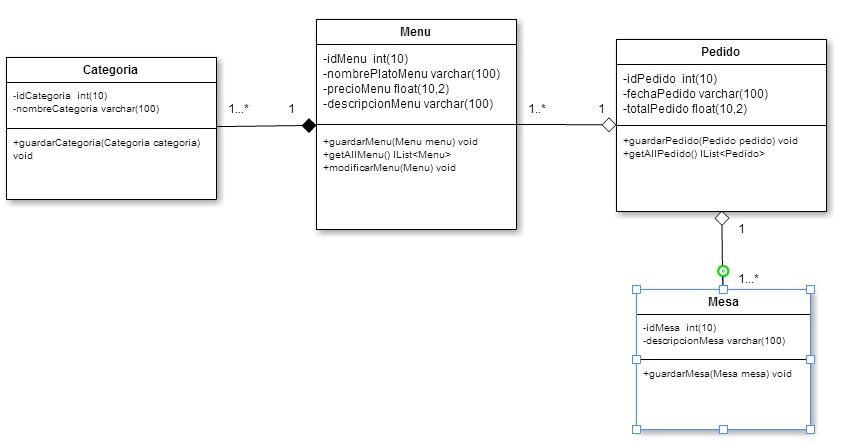 Categoria
-idCategoria int(10)
-nombreCategoria varchar(100)
+guardarCategoria(Categoria categoria)
void
1...*
1
Menu
-idMenu int(10)
-nombrePlatoMenu varchar(100)
-precioMenu float(10,2)
-descripcionMenu varchar(100)
+guardarMenu(Menu menu) void
+getAllMenu() IList<Menu>
+modificarMenu(Menu) void
1..*
1
Pedido
-idPedido int(10)
-fechaPedido varchar(100)
-totalPedido float(10,2)
+guardarPedido(Pedido pedido) void
+getAllPedido() IList<Pedido>
1
1...*
Mesa
-idMesa int(10)
-descripcionMesa varchar(100)
+guardarMesa(Mesa mesa) void